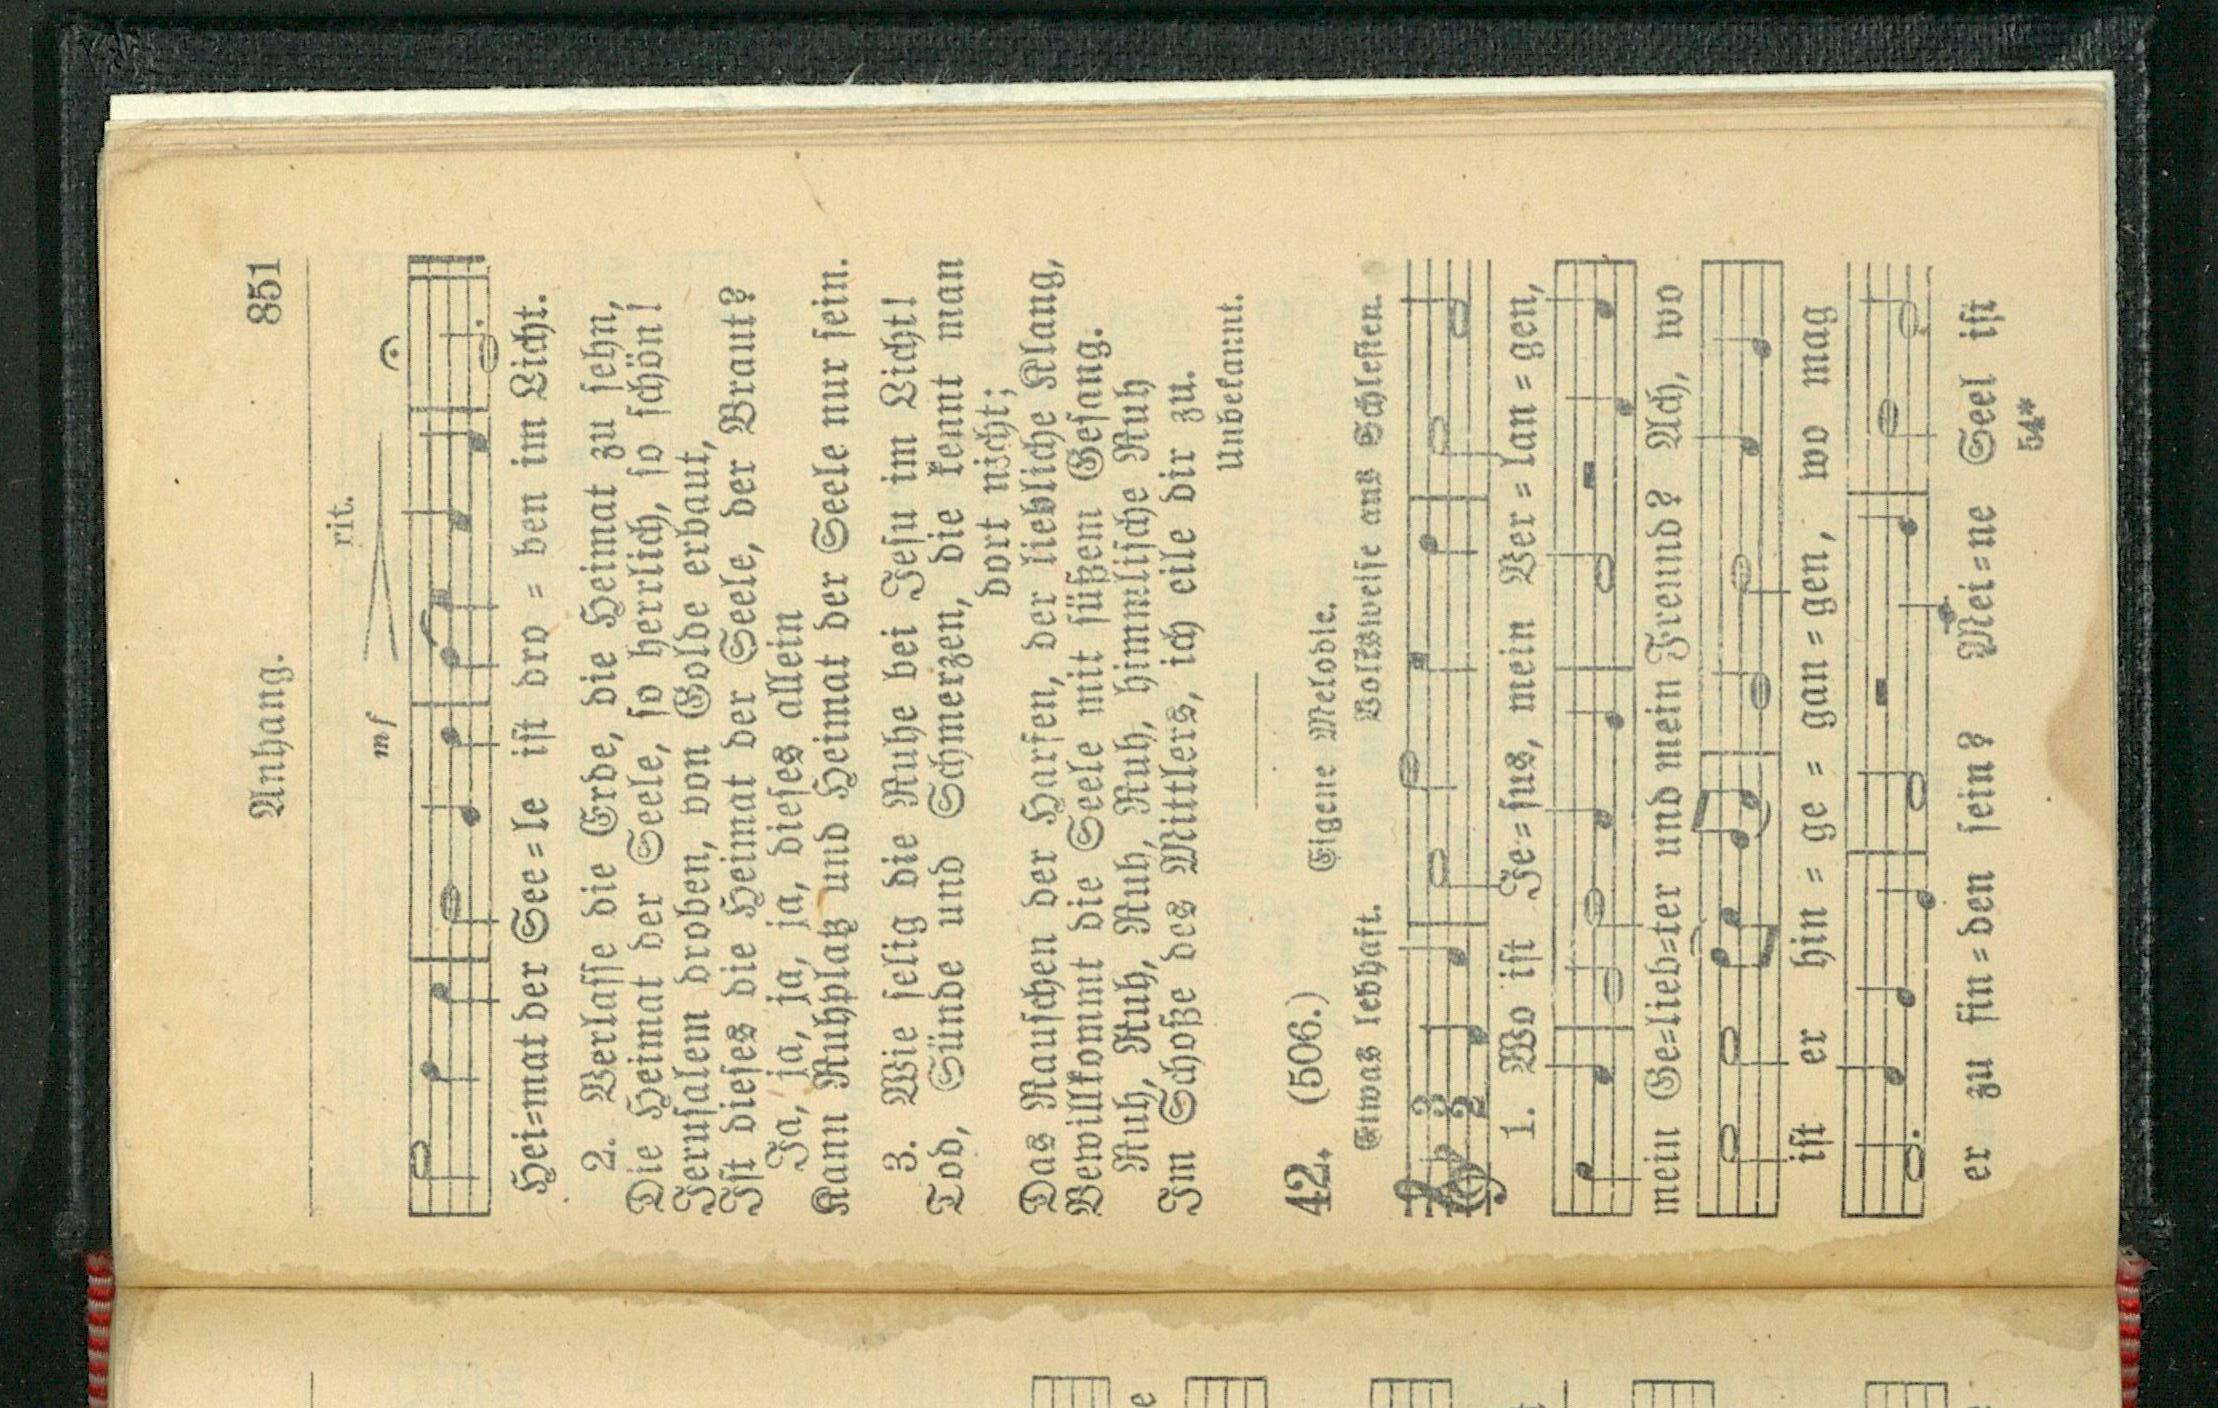 Anhang. 851
rit.
mf
Hei=mat der See=le ist dro = ben im Licht.
2. Verlasse die Erde, die Heimat zu sehn,
Die Heimat der Seele, so herrlich, so schön!
Jerusalem droben, von Golde erbaut,
Ist dieses die Heimat der Seele, der Braut?
Ja, ja, ja, ja, dieses allein
Kann Ruhplatz und Heimat der Seele nur sein.
3. Wie selig die Ruhe bei Jesu im Licht!
Tod, Sünde und Schmerzen, die kennt man
dort nicht;
Das Rauschen der Harfen, der liebliche Klang,
Bewillkommt die Seele mit süßem Gesang.
Ruh, Ruh, Ruh, Ruh, himmlische Ruh
Im Schoße des Mittlers, ich eile dir zu.
Unbekannt.
42. (506.) Eigene Melodie.
Etwas lebhaft. Volksweise aus Schlesien.
3
2
1. Wo ist Je=sus, mein Ver=lan=gen,
mein Ge=lieb=ter und mein Freund? Ach, wo
ist er hin = ge = gan=gen, wo mag
er zu fin=den sein? Mei=ne Seel ist
54*
e